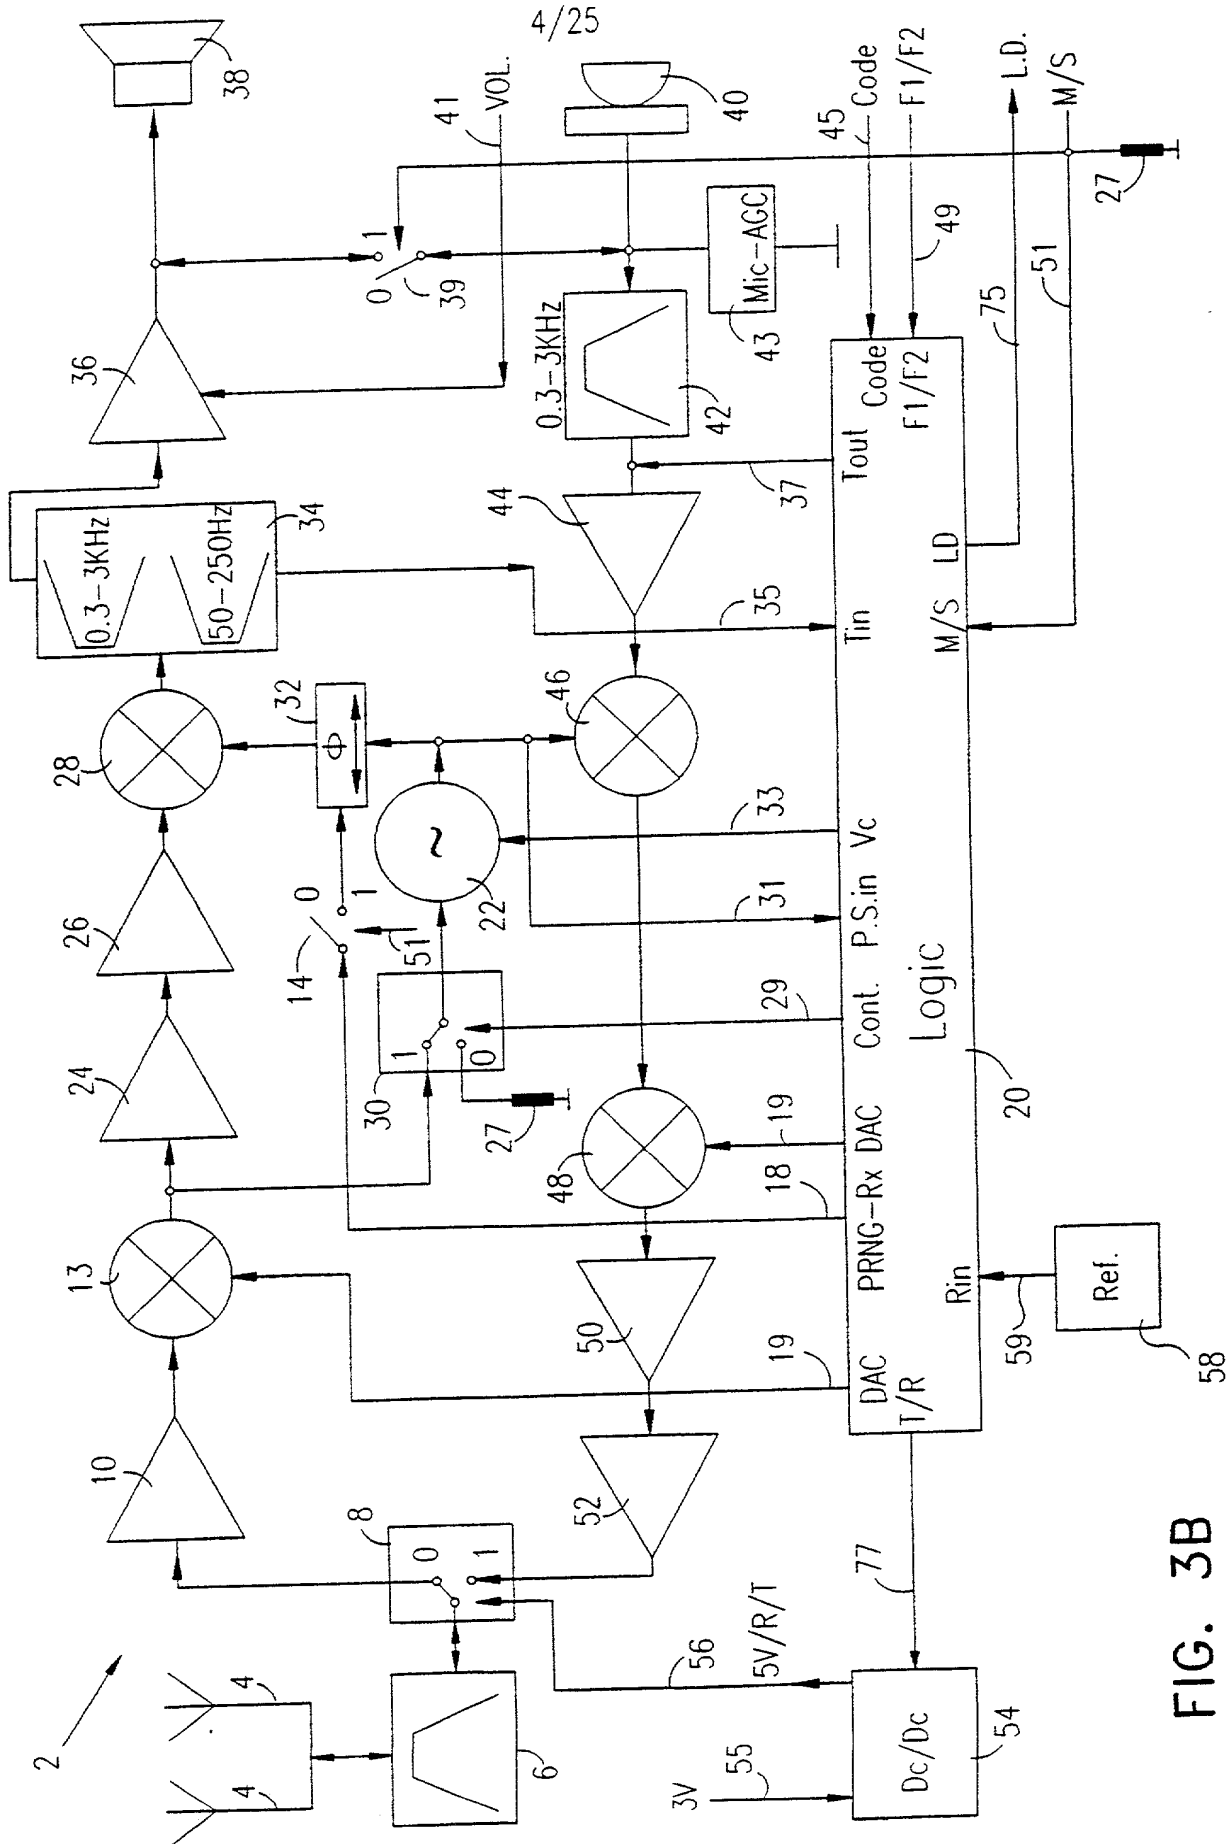 4/25
38
40
41
VOL.
45
Code
F1/F2
L.D.
M/S
27
49
75
51
36
1
0
39
Mic-AGC
43
0.3-3KHz
42
0.3-3KHz
50-250Hz
34
44
37
35
28
32
ϕ
46
33
31
26
24
14
0
1
51
~
22
1
0
30
27
29
19
18
48
13
50
19
10
52
8
0
1
Tout
Code
F1/F2
Tin
M/S
LD
Vc
P.S.in
Cont.
Logic
DAC
PRNG-Rx
Rin
DAC
T/R
20
59
Ref.
58
77
56
5V/R/T
2
4
4
6
3V
55
Dc/Dc
54
FIG. 3B